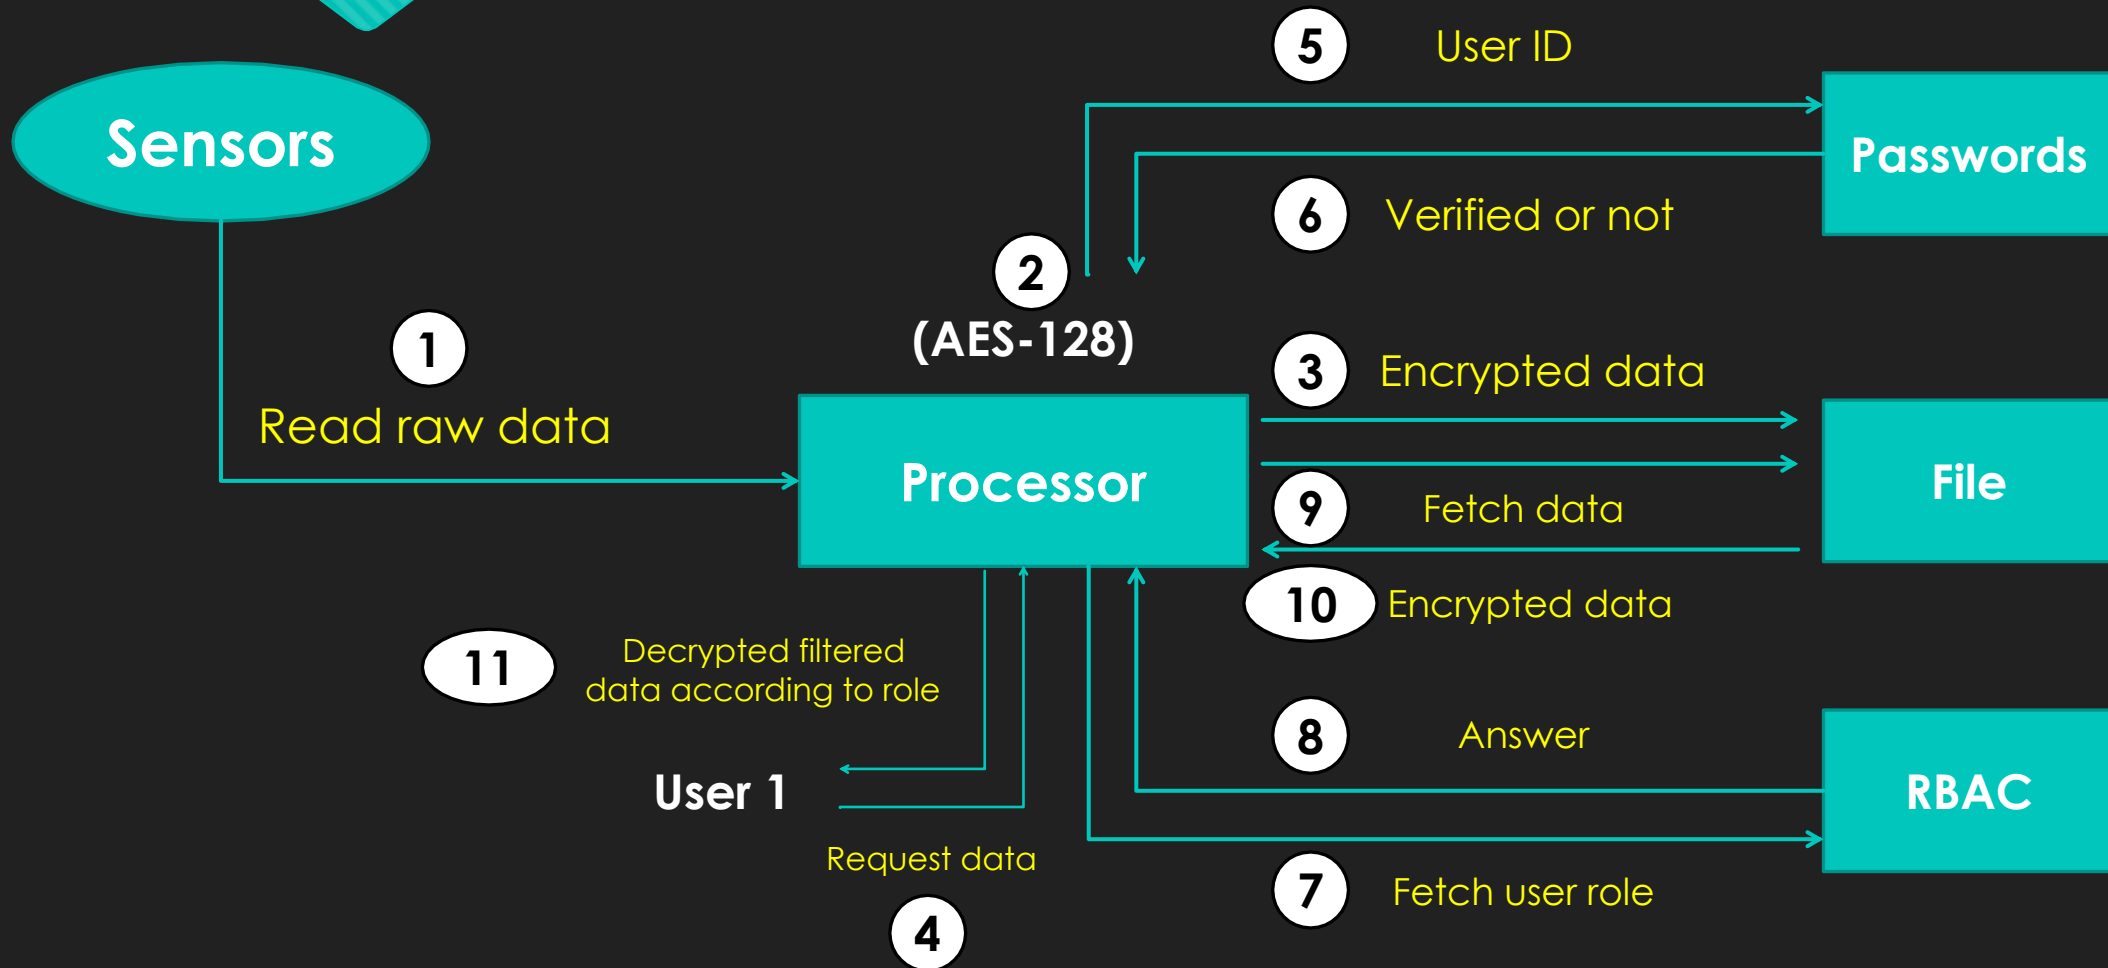 5 User ID
Sensors
Passwords
6 Verified or not
2
(AES-128)
1
Read raw data
3 Encrypted data
Processor
File
9 Fetch data
10 Encrypted data
11
Decrypted filtered
data according to role
8 Answer
User 1
RBAC
Request data
4
7 Fetch user role